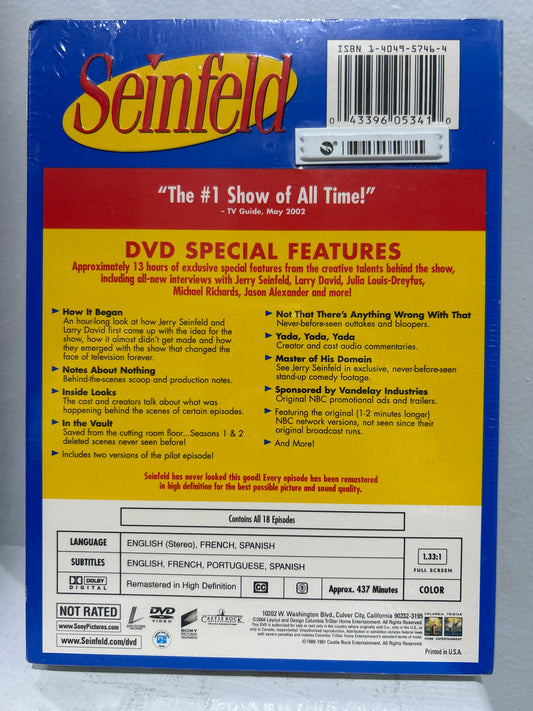 Seinfeld
ISBN 1-4049-5746-4
0 43396 05341 0
"The #1 Show of All Time!"
– TV Guide, May 2002
DVD SPECIAL FEATURES
Approximately 13 hours of exclusive special features from the creative talents behind the show,
including all-new interviews with Jerry Seinfeld, Larry David, Julia Louis-Dreyfus,
Michael Richards, Jason Alexander and more!
How It Began
An hour-long look at how Jerry Seinfeld and
Larry David first came up with the idea for the
show, how it almost didn't get made and how
they emerged with the show that changed the
face of television forever.
Notes About Nothing
Behind-the-scenes scoop and production notes.
Inside Looks
The cast and creators talk about what was
happening behind the scenes of certain episodes.
In the Vault
Saved from the cutting room floor...Seasons 1 & 2
deleted scenes never seen before!
Includes two versions of the pilot episode!
Not That There's Anything Wrong With That
Never-before-seen outtakes and bloopers.
Yada, Yada, Yada
Creator and cast audio commentaries.
Master of His Domain
See Jerry Seinfeld in exclusive, never-before-seen
stand-up comedy footage.
Sponsored by Vandelay Industries
Original NBC promotional ads and trailers.
Featuring the original (1-2 minutes longer)
NBC network versions, not seen since their
original broadcast runs.
And More!
Seinfeld has never looked this good! Every episode has been remastered
in high definition for the best possible picture and sound quality.
Contains All 18 Episodes
LANGUAGE ENGLISH (Stereo), FRENCH, SPANISH
SUBTITLES ENGLISH, FRENCH, PORTUGUESE, SPANISH
1.33:1
FULL SCREEN
DOLBY
DIGITAL
Remastered in High Definition
CC
Approx. 437 Minutes
COLOR
NOT RATED
www.SonyPictures.com
www.Seinfeld.com/dvd
DVD
VIDEO
SONY
PICTURES
CASTLE ROCK
ENTERTAINMENT
10202 W. Washington Blvd., Culver City, California 90232-3195
©2004 Layout and Design Columbia TriStar Home Entertainment.
©1989-1991 Castle Rock Entertainment.
COLUMBIA TRISTAR
HOME ENTERTAINMENT
Printed in U.S.A.